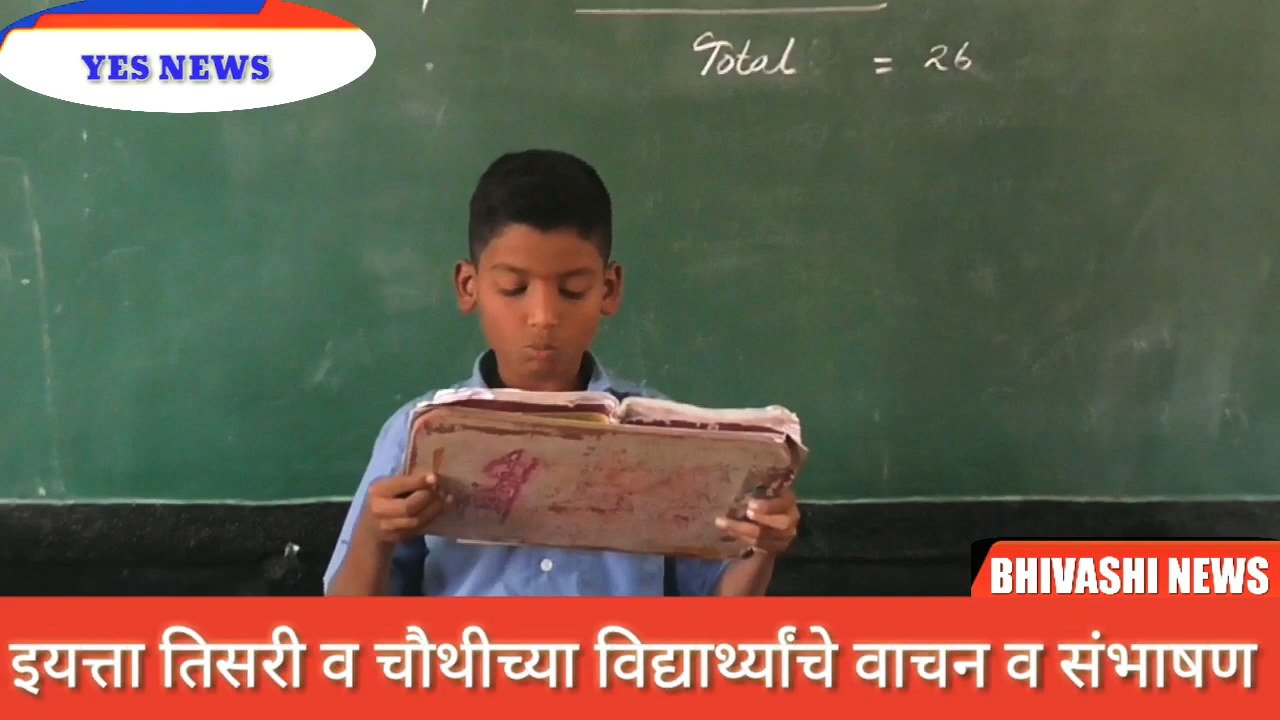 YES NEWS
Total = 26
BHIVASHI NEWS
इयत्ता तिसरी व चौथीच्या विद्यार्थ्यांचे वाचन व संभाषण